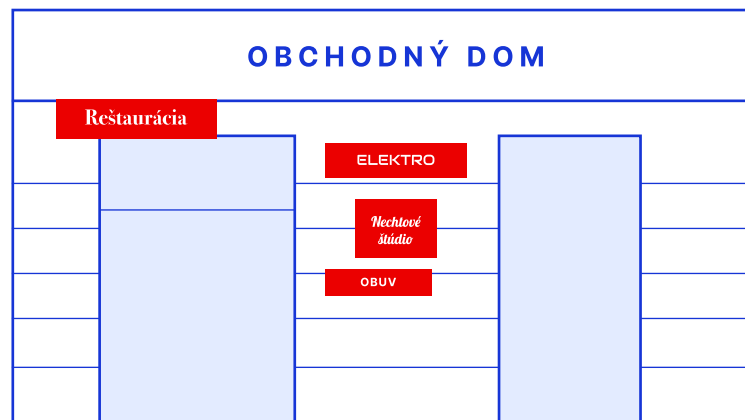 OBCHODNÝ DOM
Reštaurácia
ELEKTRO
Nechtové
štúdio
OBUV